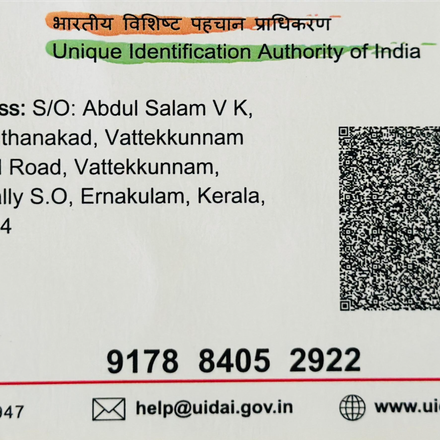 भारतीय विशिष्ट पहचान प्राधिकरण
Unique Identification Authority of India
ss: S/O: Abdul Salam V K,
thanakad, Vattekkunnam
Road, Vattekkunnam,
ally S.O, Ernakulam, Kerala,
4
9178 8405 2922
947 help@uidai.gov.in www.ui